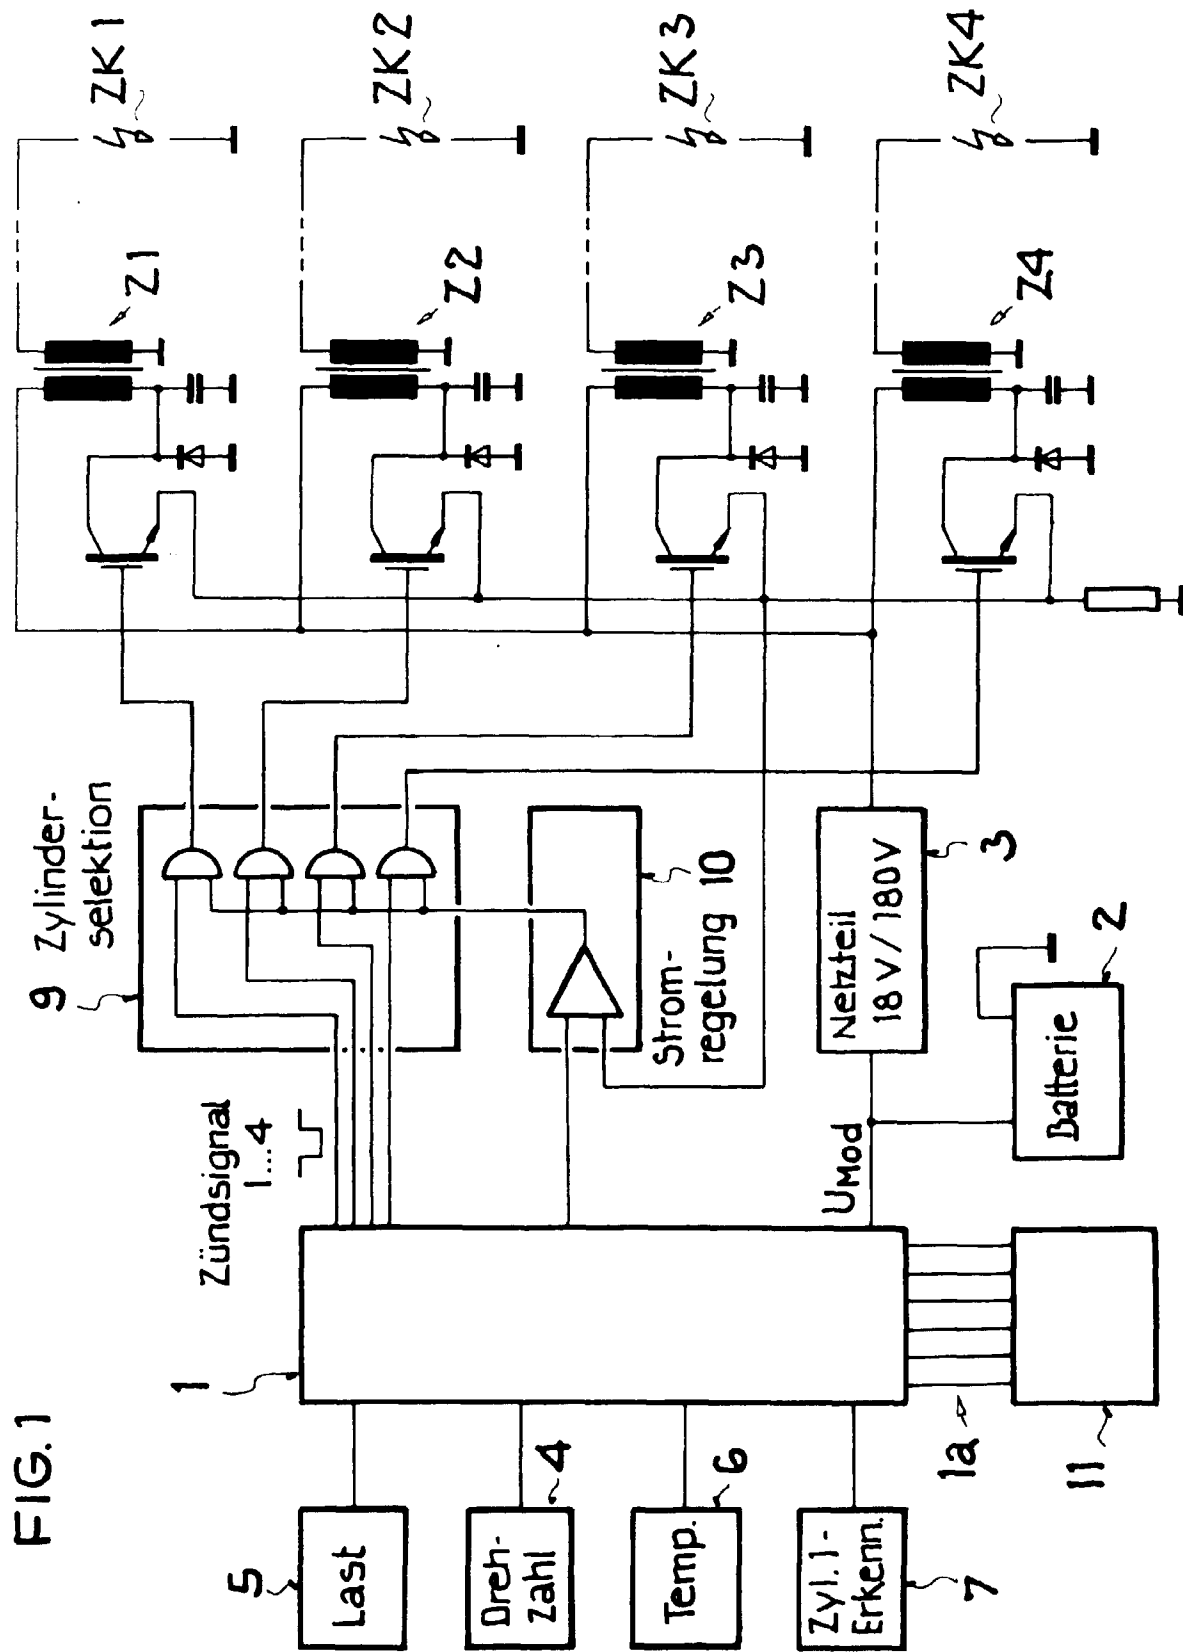 FIG. 1
5
Last
4
Dreh-
zahl
6
Temp.
7
Zyl. 1-
Erkenn.
1
1a
11
Zündsignal
1...4
UMod
Batterie
2
9 Zylinder-
selektion
Strom-
regelung 10
Netzteil
18V/180V
3
Z1
Z2
Z3
Z4
ZK1
ZK2
ZK3
ZK4